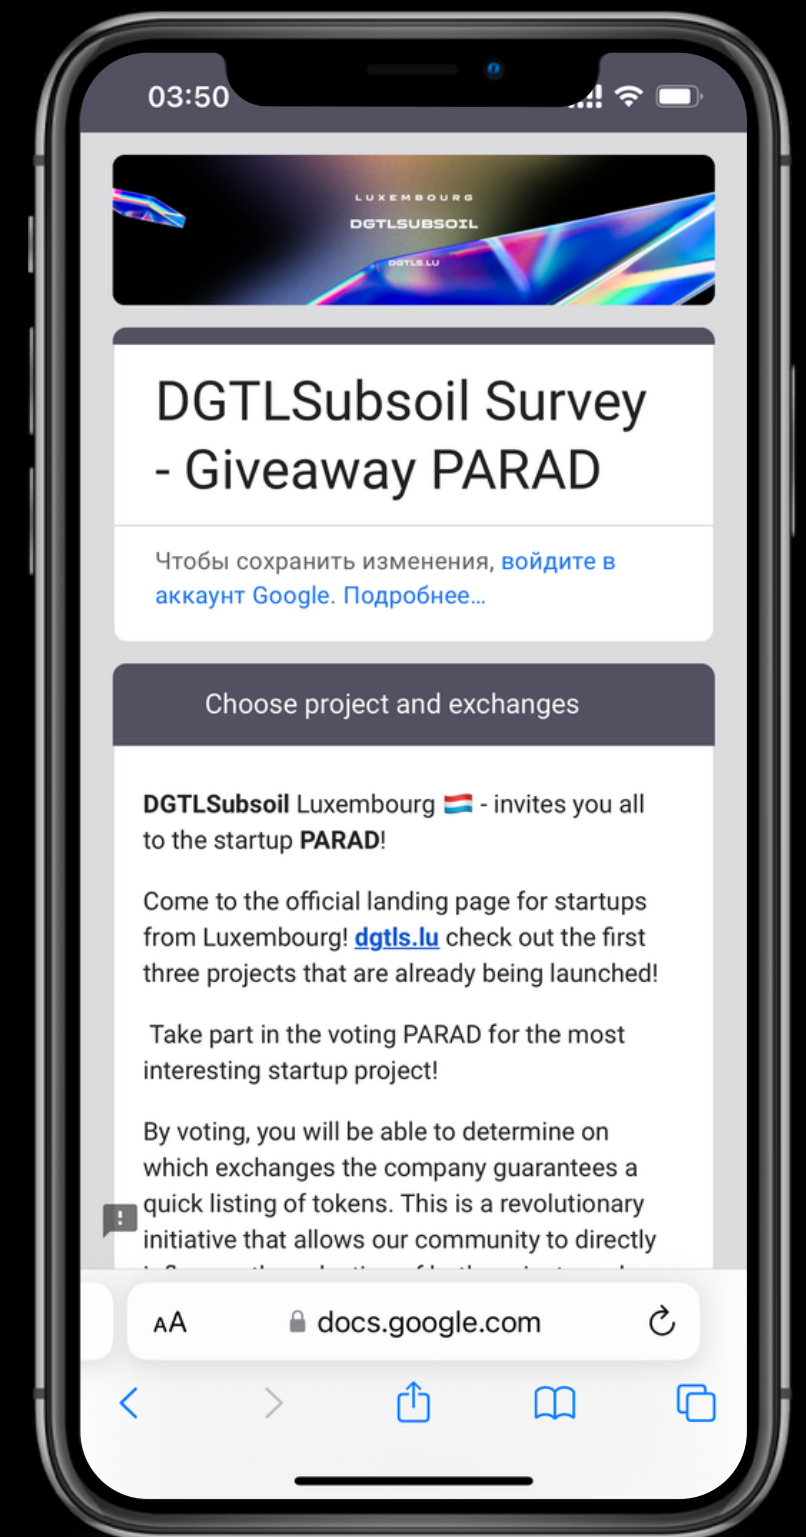 03:50
LUXEMBOURG
DGTLSUBSOIL
DGTLS.LU
DGTLSubsoil Survey
- Giveaway PARAD
Чтобы сохранить изменения, войдите в
аккаунт Google. Подробнее…
Choose project and exchanges
DGTLSubsoil Luxembourg 🇱🇺 - invites you all
to the startup PARAD!
Come to the official landing page for startups
from Luxembourg! dgtls.lu check out the first
three projects that are already being launched!
Take part in the voting PARAD for the most
interesting startup project!
By voting, you will be able to determine on
which exchanges the company guarantees a
quick listing of tokens. This is a revolutionary
initiative that allows our community to directly
AA docs.google.com